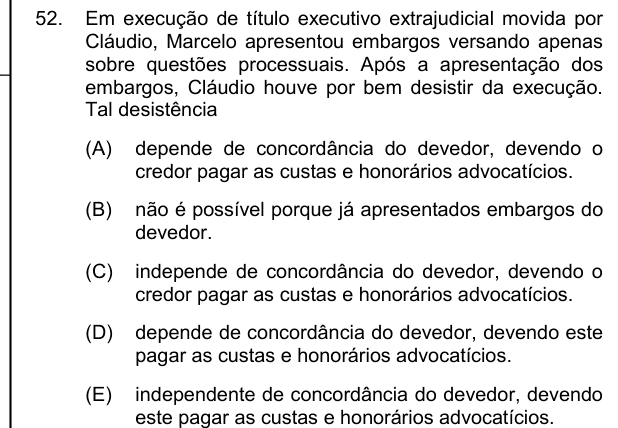 52. Em execução de título executivo extrajudicial movida por
Cláudio, Marcelo apresentou embargos versando apenas
sobre questões processuais. Após a apresentação dos
embargos, Cláudio houve por bem desistir da execução.
Tal desistência
(A) depende de concordância do devedor, devendo o
credor pagar as custas e honorários advocatícios.
(B) não é possível porque já apresentados embargos do
devedor.
(C) independe de concordância do devedor, devendo o
credor pagar as custas e honorários advocatícios.
(D) depende de concordância do devedor, devendo este
pagar as custas e honorários advocatícios.
(E) independente de concordância do devedor, devendo
este pagar as custas e honorários advocatícios.